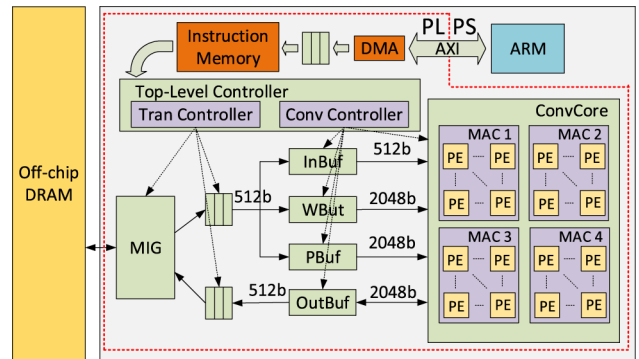 PL PS
Instruction
Memory
DMA
AXI
ARM
Top-Level Controller
Tran Controller
Conv Controller
ConvCore
Off-chip
DRAM
MIG
512b
InBuf
512b
WBut
2048b
PBuf
2048b
512b
OutBuf
2048b
MAC 1
PE
PE
PE
PE
MAC 2
PE
PE
PE
PE
MAC 3
PE
PE
PE
PE
MAC 4
PE
PE
PE
PE